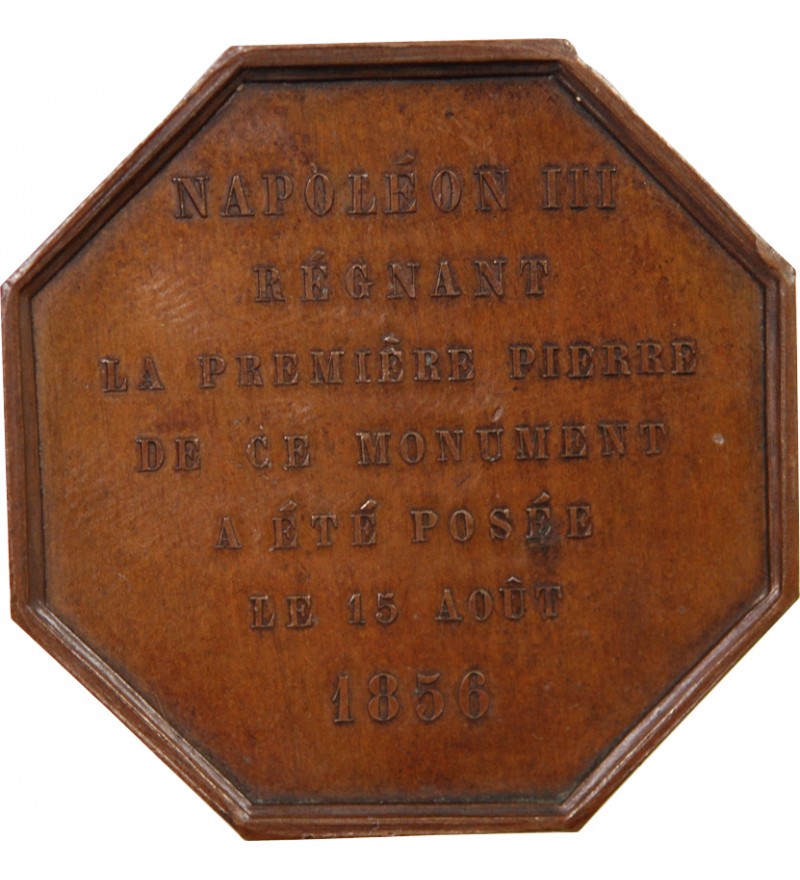 NAPOLÉON III
RÉGNANT
LA PREMIÈRE PIERRE
DE CE MONUMENT
A ÉTÉ POSÉE
LE 15 AOÛT
1856